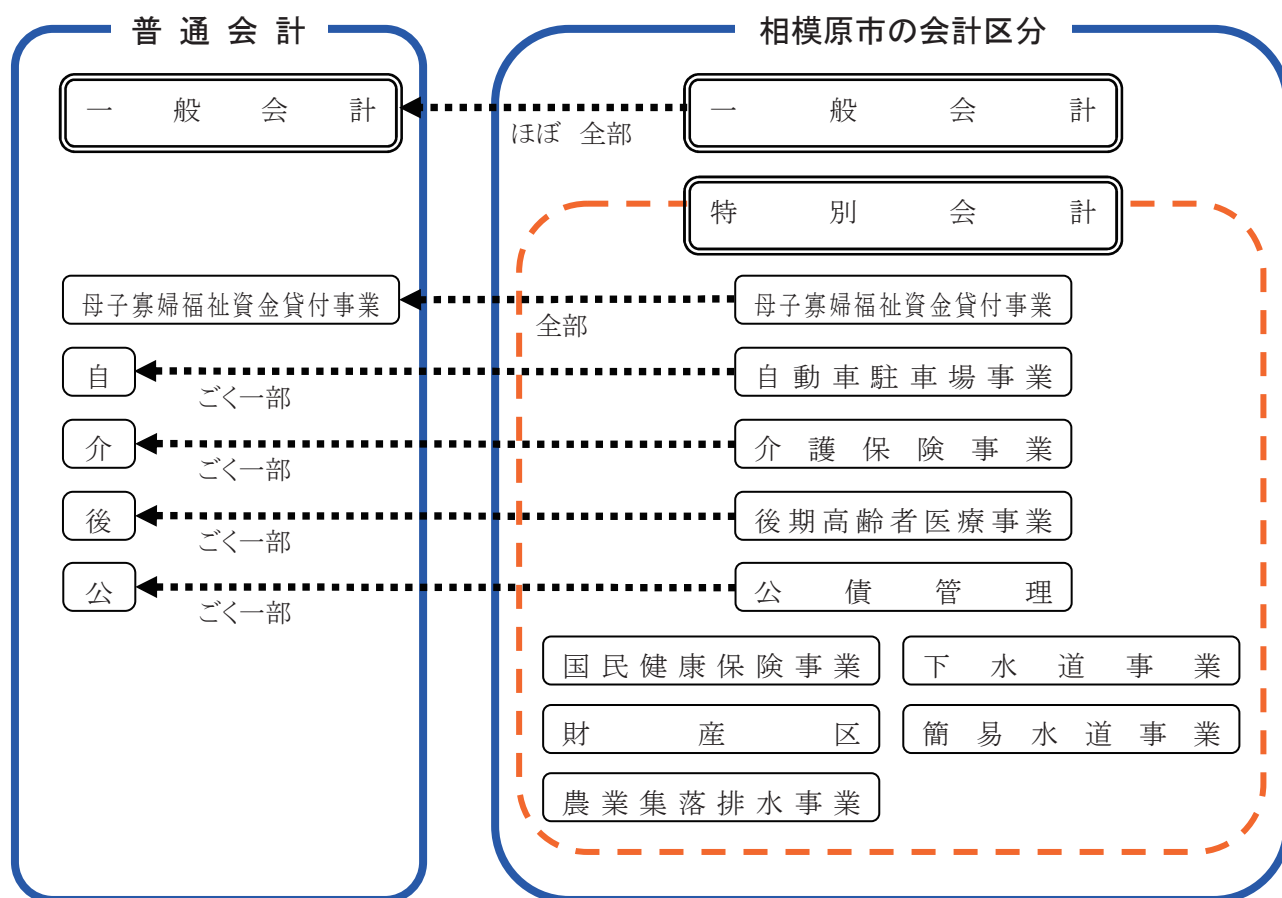 普通会計
相模原市の会計区分
一般会計
ほぼ 全部
一般会計
特別会計
母子寡婦福祉資金貸付事業
全部
母子寡婦福祉資金貸付事業
自
ごく一部
自動車駐車場事業
介
ごく一部
介護保険事業
後
ごく一部
後期高齢者医療事業
公
ごく一部
公債管理
国民健康保険事業
下水道事業
財産区
簡易水道事業
農業集落排水事業